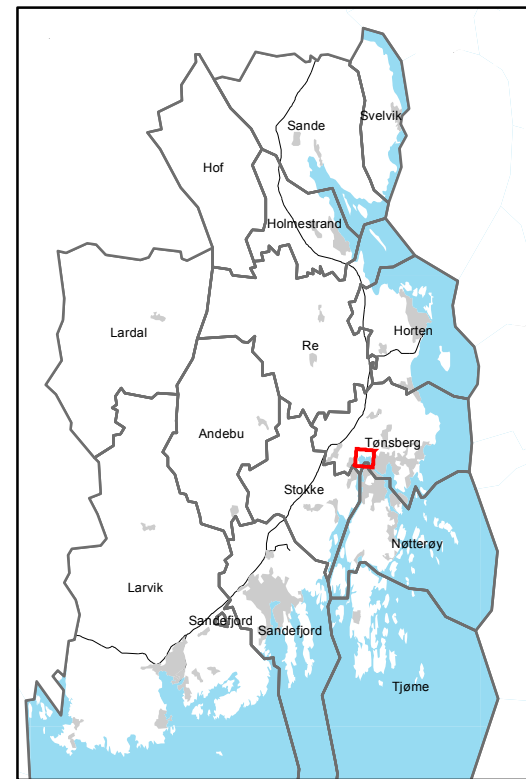 Svelvik
Sande
Hof
Holmestrand
Lardal
Re
Horten
Andebu
Tønsberg
Stokke
Nøtterøy
Larvik
Sandefjord
Sandefjord
Tjøme